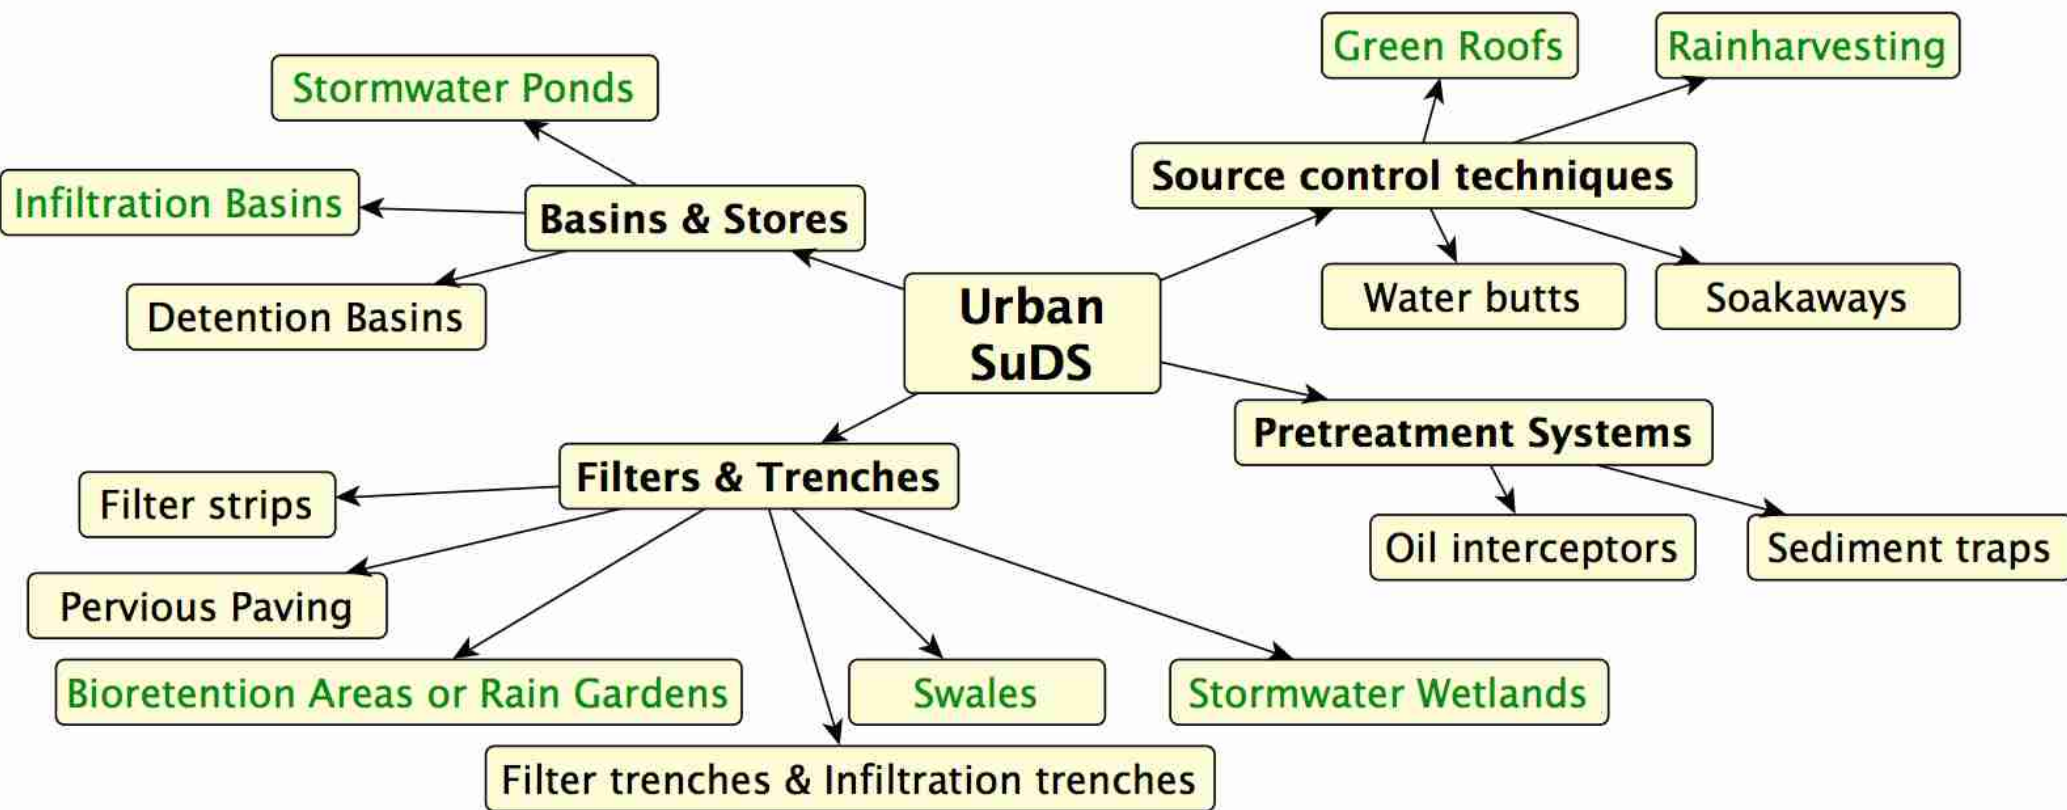 Green Roofs
Rainharvesting
Stormwater Ponds
Source control techniques
Infiltration Basins
Basins & Stores
Water butts
Soakaways
Detention Basins
Urban
SuDS
Pretreatment Systems
Filters & Trenches
Filter strips
Oil interceptors
Sediment traps
Pervious Paving
Bioretention Areas or Rain Gardens
Swales
Stormwater Wetlands
Filter trenches & Infiltration trenches